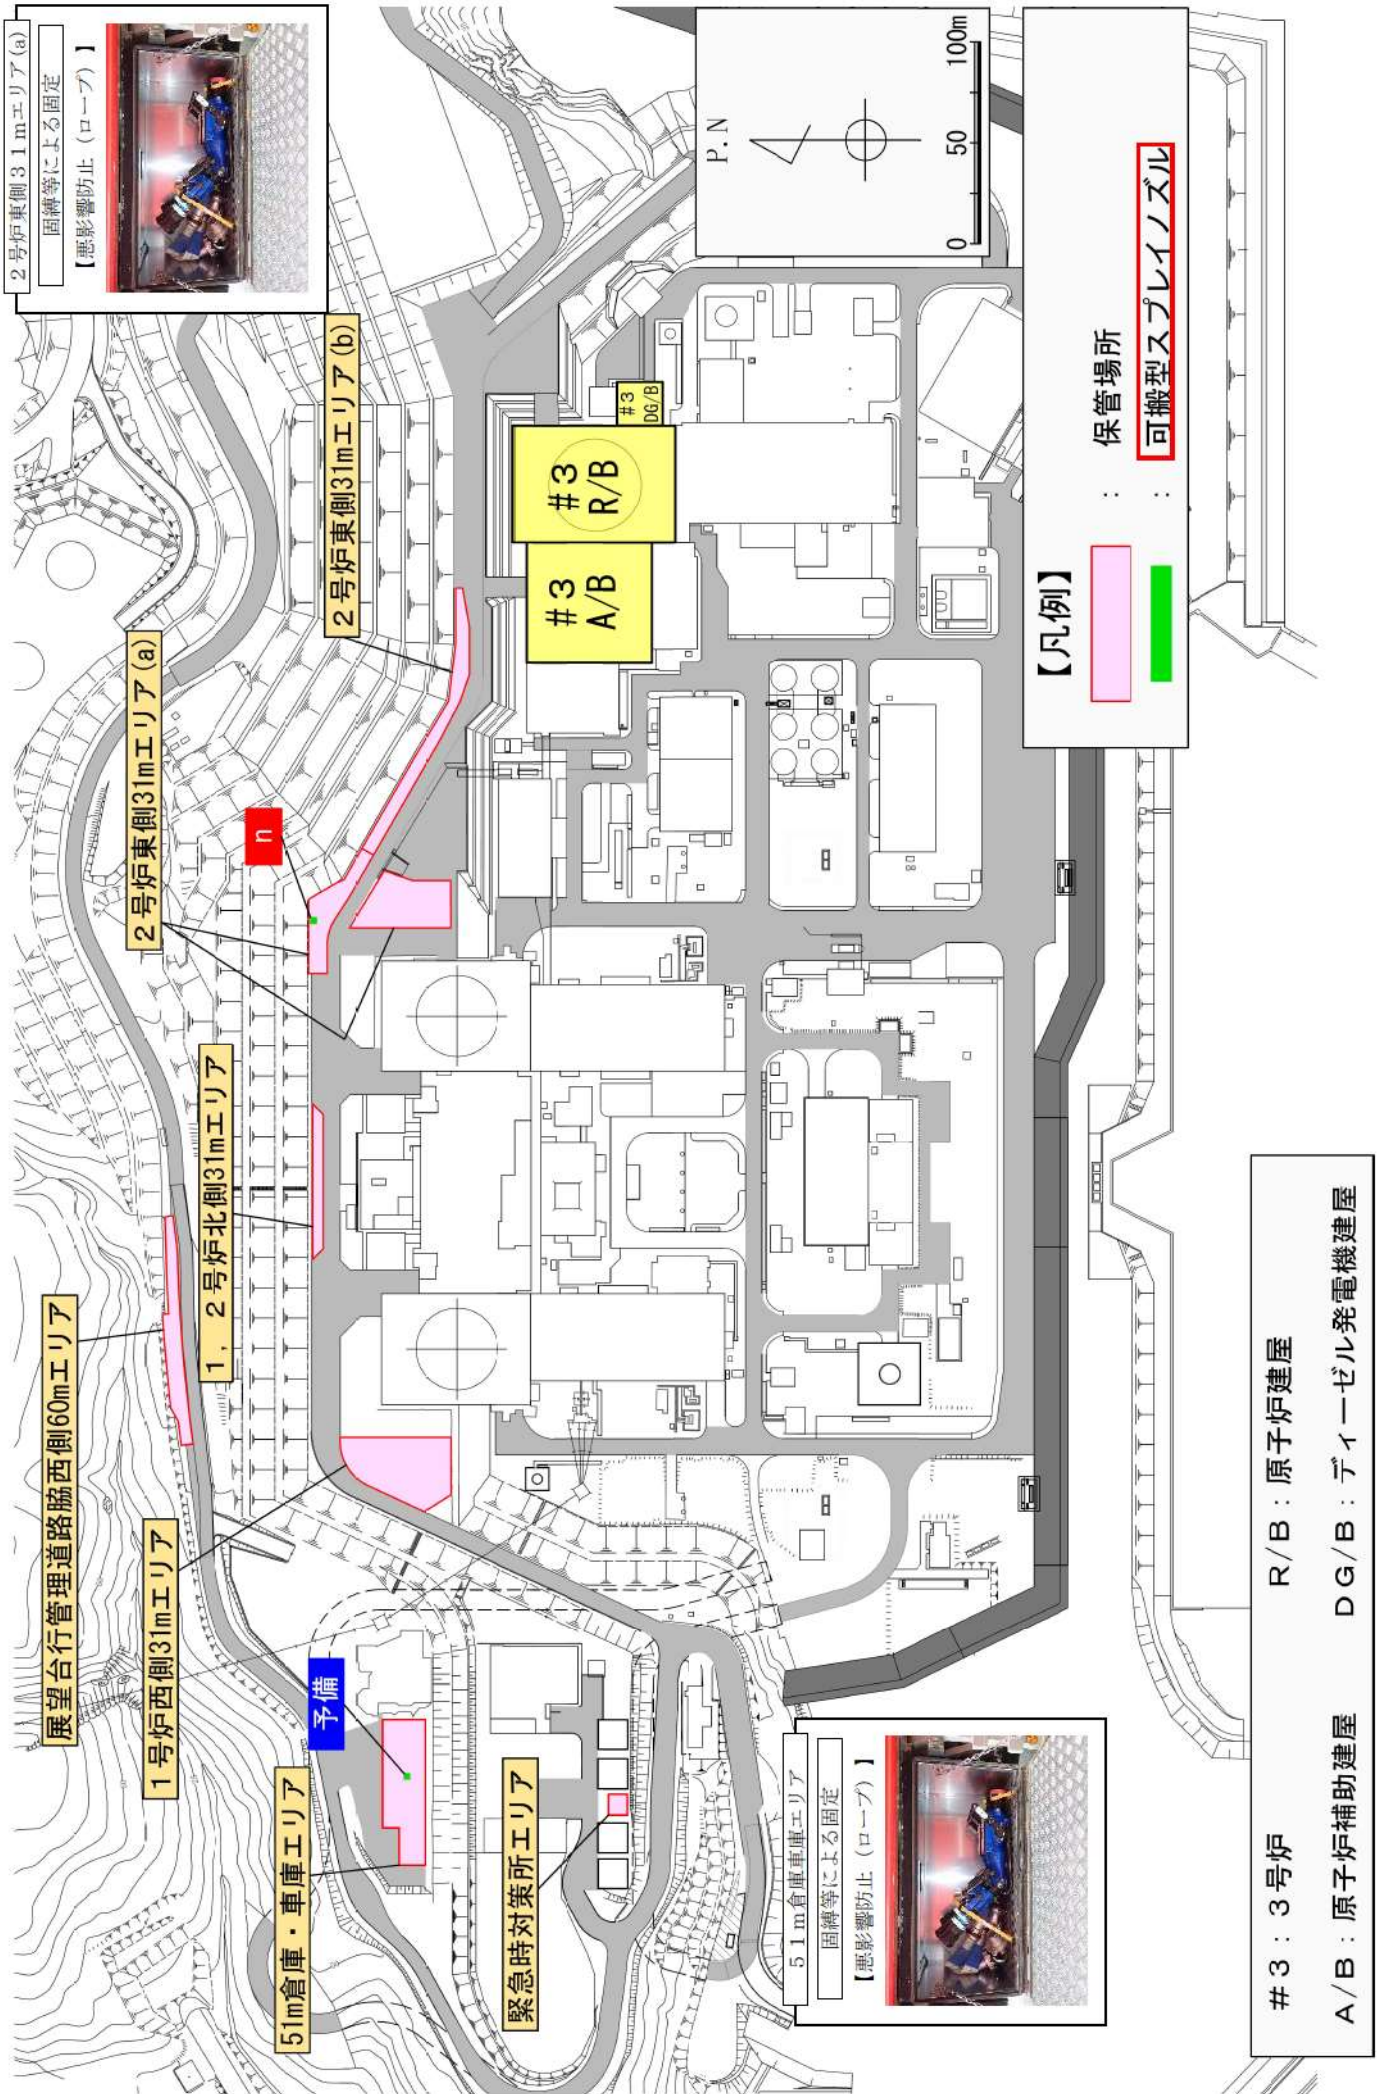 展望台行管理道路脇西側60mエリア
1号炉西側31mエリア
51m倉庫・車庫エリア
予備
緊急時対策所エリア
1,2号炉北側31mエリア
2号炉東側31mエリア(a)
n
2号炉東側31mエリア(b)
2号炉東側31mエリア(a)
固縛等による固定
【悪影響防止(ロープ)】
#3
A/B
#3
R/B
#3
DG/B
P.N
0 50 100m
51m倉庫車庫エリア
固縛等による固定
【悪影響防止(ロープ)】
【凡例】
: 保管場所
: 可搬型スプレイノズル
#3:3号炉 R/B:原子炉建屋
A/B:原子炉補助建屋 DG/B:ディーゼル発電機建屋